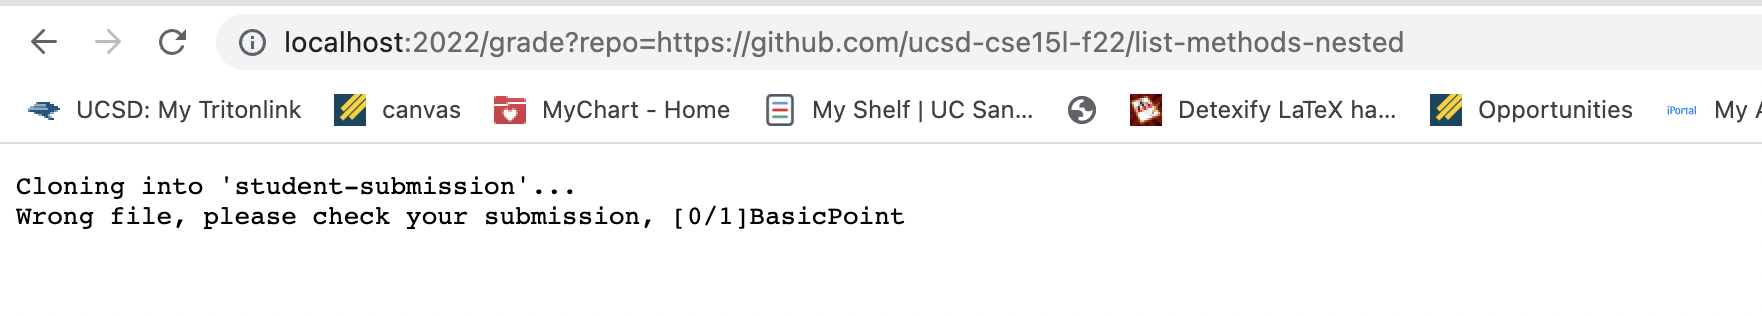 localhost:2022/grade?repo=https://github.com/ucsd-cse15l-f22/list-methods-nested
UCSD: My Tritonlink canvas MyChart - Home My Shelf | UC San... Detexify LaTeX ha... Opportunities iPortal My A
Cloning into 'student-submission'...
Wrong file, please check your submission, [0/1]BasicPoint